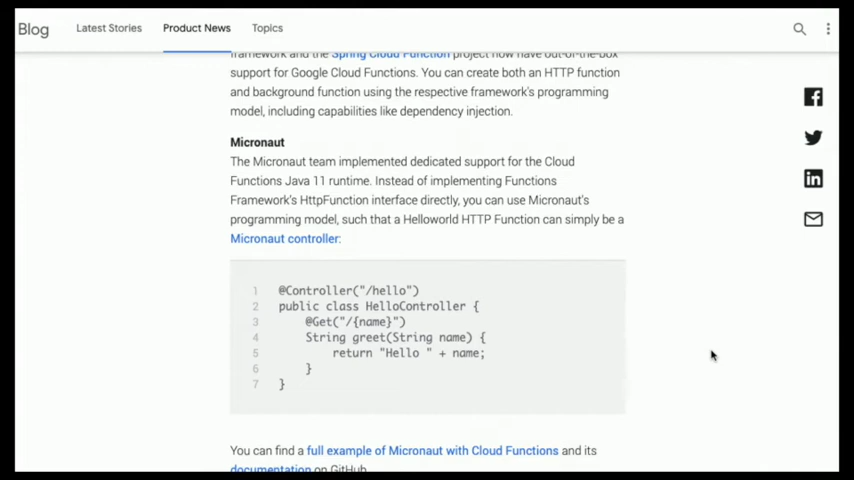 Blog
Latest Stories
Product News
Topics
framework and the Spring Cloud Function project now have out-of-the-box
support for Google Cloud Functions. You can create both an HTTP function
and background function using the respective framework's programming
model, including capabilities like dependency injection.
Micronaut
The Micronaut team implemented dedicated support for the Cloud
Functions Java 11 runtime. Instead of implementing Functions
Framework's HttpFunction interface directly, you can use Micronaut's
programming model, such that a Helloworld HTTP Function can simply be a
Micronaut controller:
1 @Controller("/hello")
2 public class HelloController {
3 @Get("/{name}")
4 String greet(String name) {
5 return "Hello " + name;
6 }
7 }
You can find a full example of Micronaut with Cloud Functions and its
documentation on GitHub.